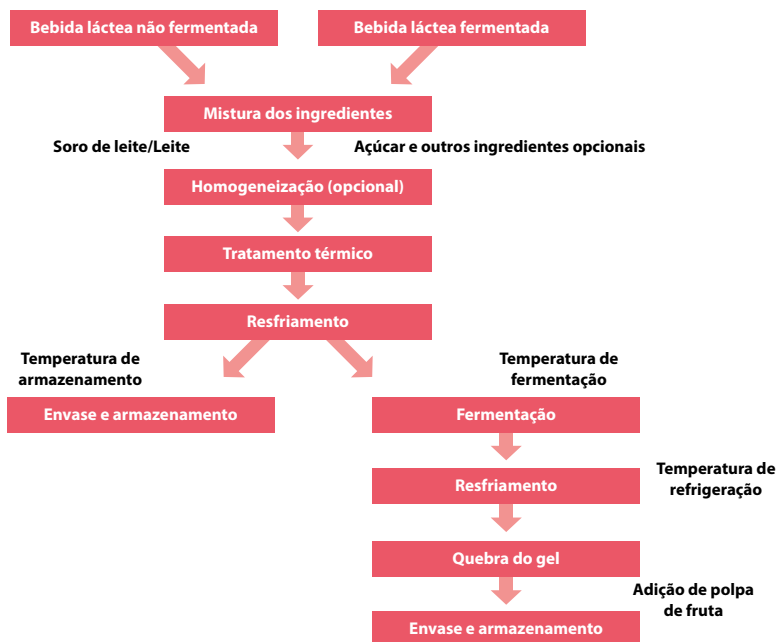 Bebida láctea não fermentada
Bebida láctea fermentada
Mistura dos ingredientes
Soro de leite/Leite
Açúcar e outros ingredientes opcionais
Homogeneização (opcional)
Tratamento térmico
Resfriamento
Temperatura de
armazenamento
Temperatura de
fermentação
Envase e armazenamento
Fermentação
Resfriamento
Temperatura de
refrigeração
Quebra do gel
Adição de polpa
de fruta
Envase e armazenamento